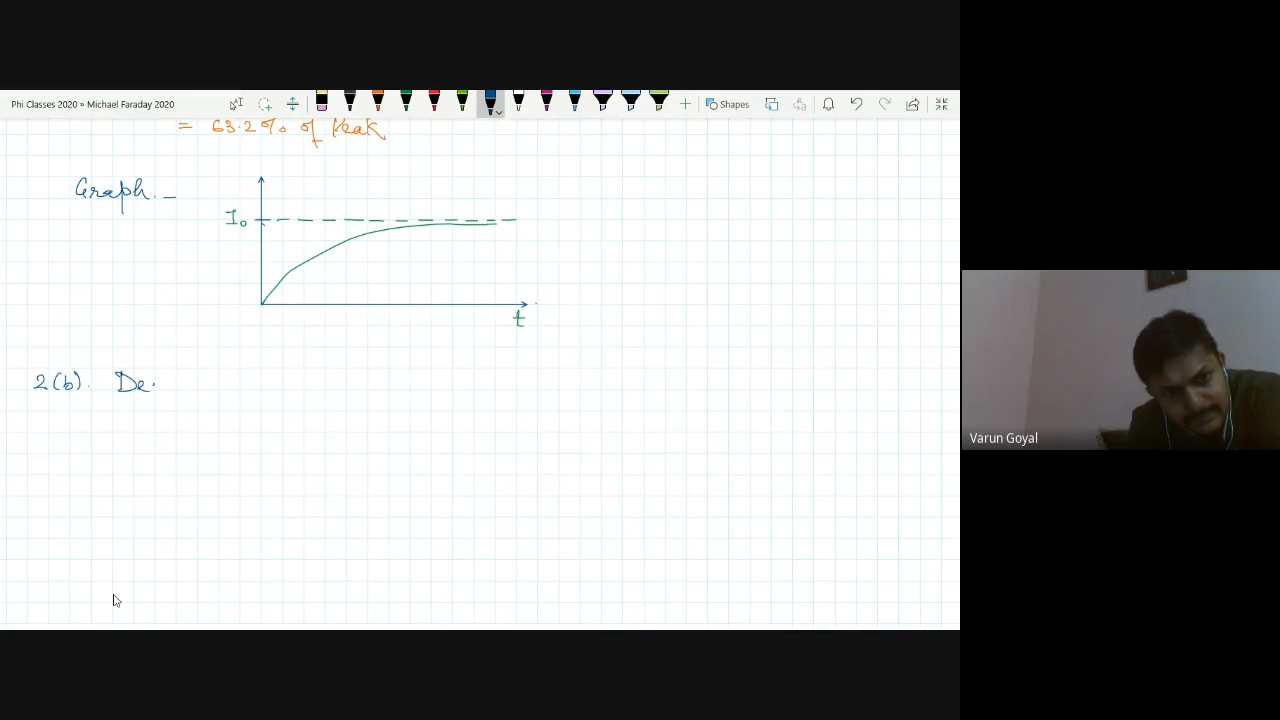 Phi Classes 2020 » Michael Faraday 2020
Shapes
= 63.2% of Peak
Graph. –
I₀
t
2(b). De.
Varun Goyal